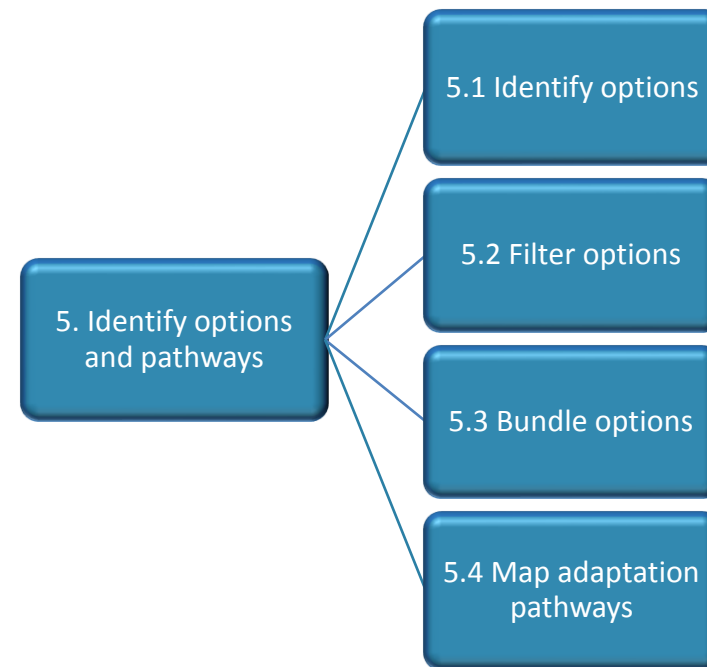 5. Identify options
and pathways
5.1 Identify options
5.2 Filter options
5.3 Bundle options
5.4 Map adaptation
pathways